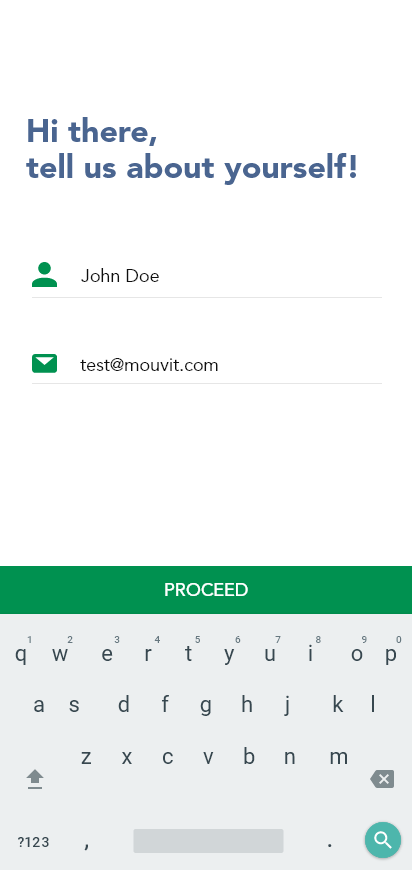 Hi there,
tell us about yourself!
John Doe
test@mouvit.com
PROCEED
1 2 3 4 5 6 7 8 9 0
q w e r t y u i o p
a s d f g h j k l
z x c v b n m
?123 , .